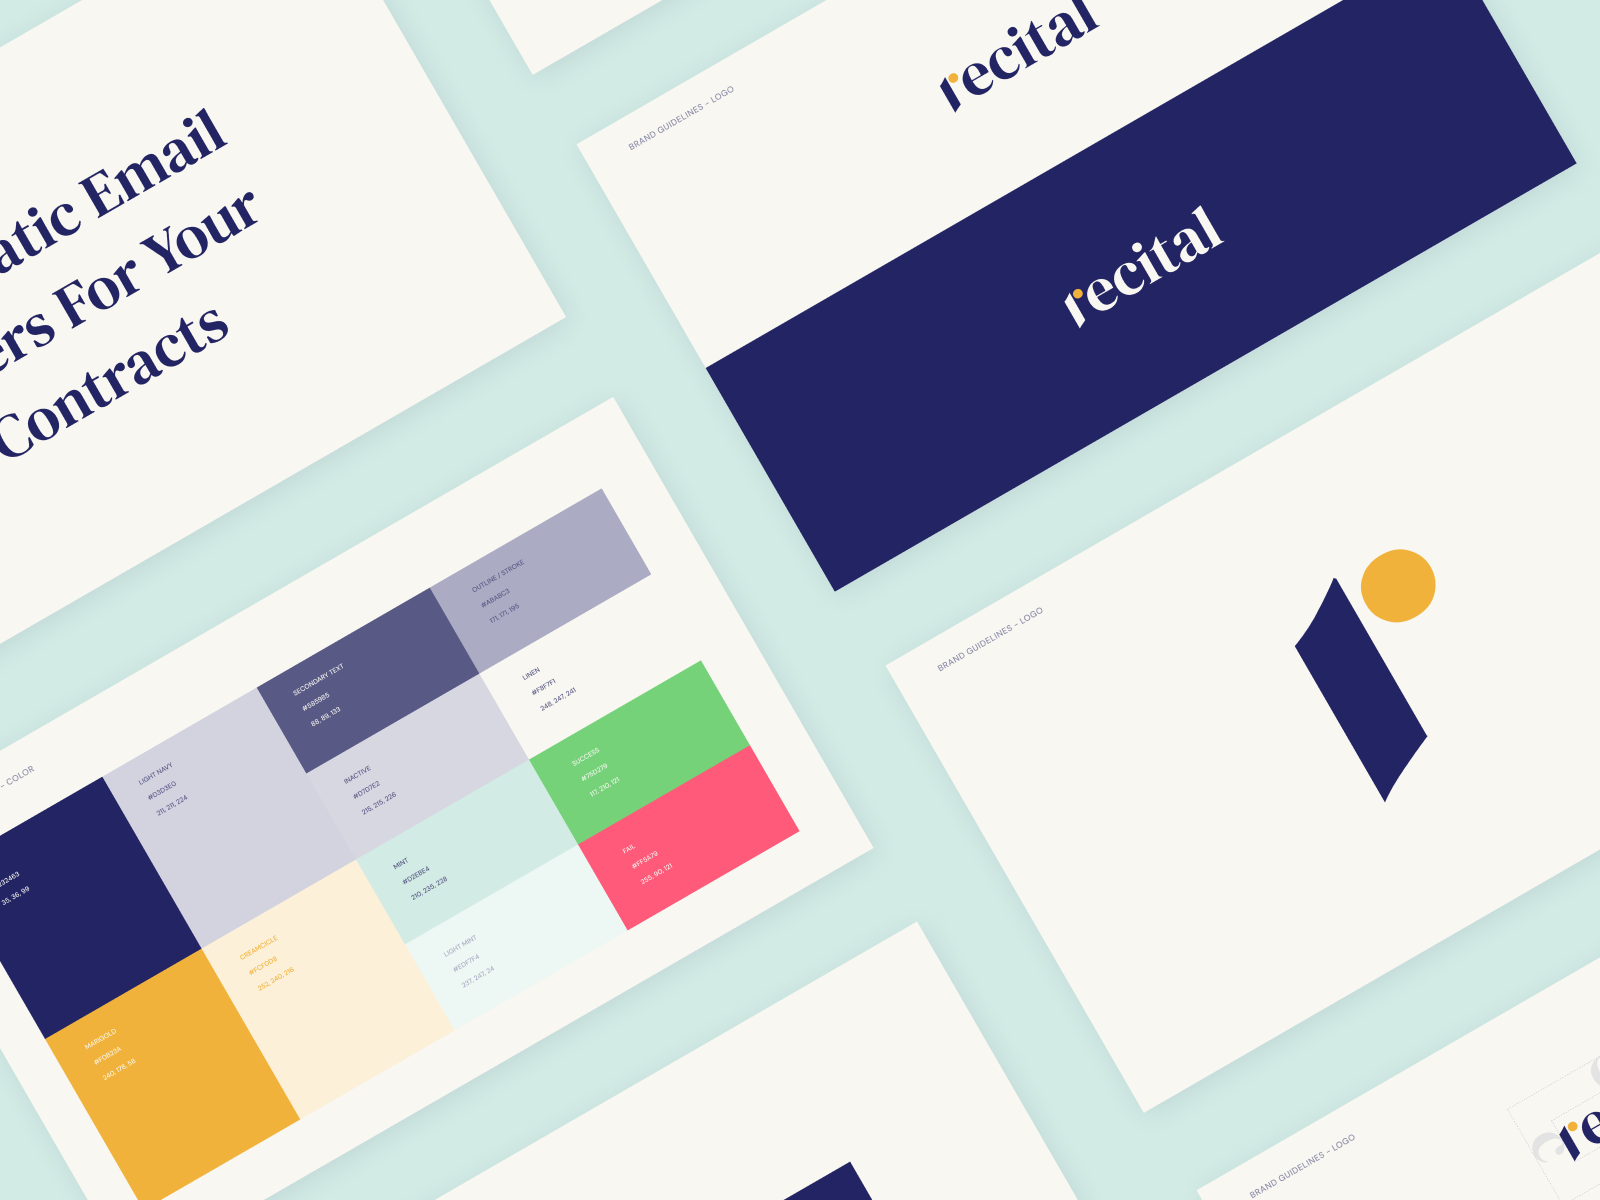 atic Email
ers For Your
Contracts
BRAND GUIDELINES – LOGO
recital
recital
– COLOR
35, 36, 99
LIGHT NAVY
#D3D3E0
211, 211, 224
SECONDARY TEXT
#585985
88, 89, 133
OUTLINE / STROKE
#ABABC3
171, 171, 195
INACTIVE
#D7D7E2
215, 215, 226
LINEN
#F8F7F1
248, 247, 241
MARIGOLD
#F0B23A
240, 178, 58
CREAMCICLE
#FCF0D8
252, 240, 216
MINT
#D2EBE4
210, 235, 228
SUCCESS
#75D279
117, 210, 121
LIGHT MINT
#EDF7F4
237, 247, 24
FAIL
#FF5A79
255, 90, 121
BRAND GUIDELINES – LOGO
BRAND GUIDELINES – LOGO
re